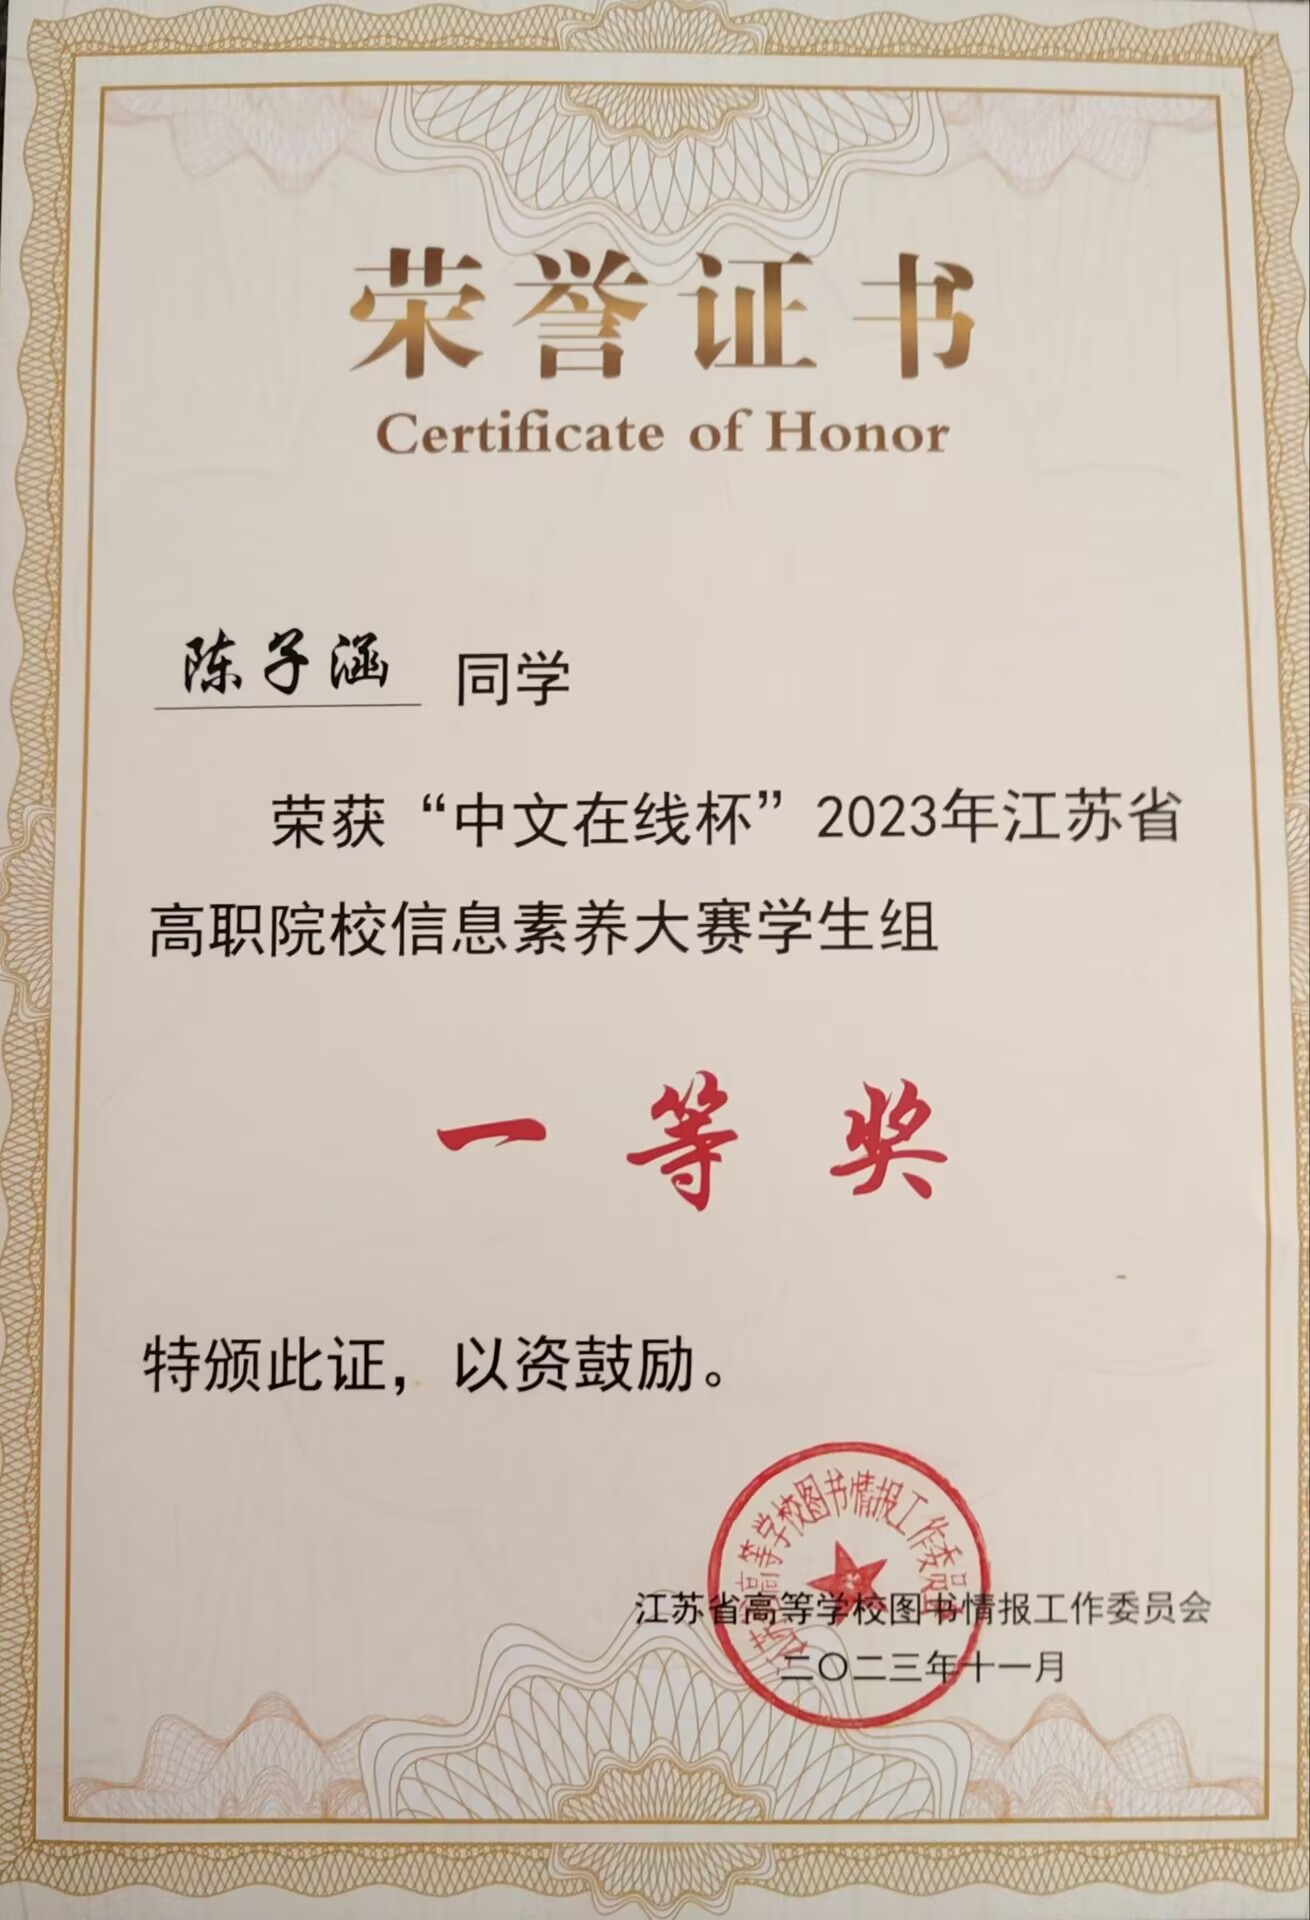 荣誉证书
Certificate of Honor
陈子涵 同学
荣获“中文在线杯”2023年江苏省
高职院校信息素养大赛学生组
一等奖
特颁此证，以资鼓励。
江苏省高等学校图书情报工作委员会
江苏省高等学校图书情报工作委员会
二〇二三年十一月